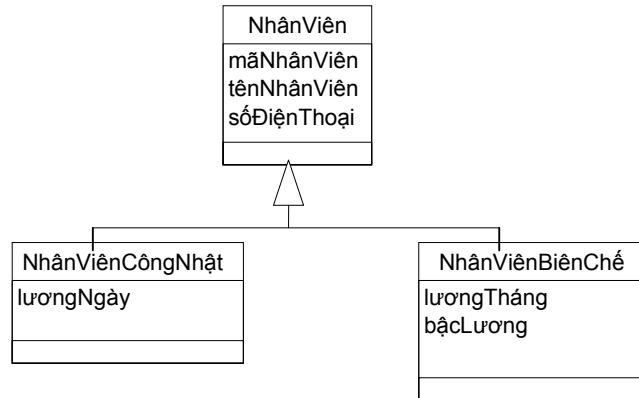 NhânViên
mãNhânViên
tênNhânViên
sốĐiệnThoại
NhânViênCôngNhật
lươngNgày
NhânViênBiênChế
lươngTháng
bậcLương